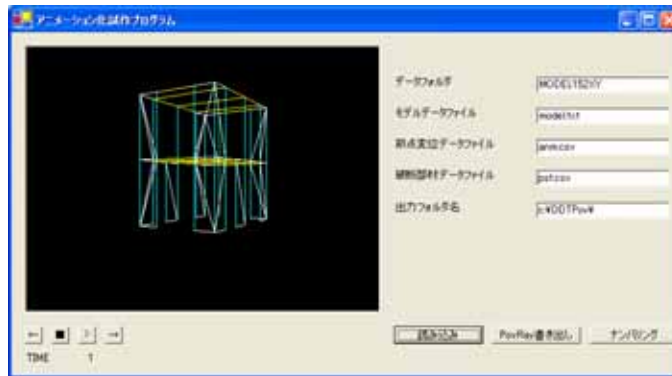 アニメーション化試作プログラム
データフォルダ
MODEL152XY
モデルデータファイル
model.txt
節点変位データファイル
anm.csv
破断部材データファイル
pst.csv
出力フォルダ名
c:¥DDTPov¥
← ■ > →
読み込み
PovRay書き出し
ナンバリング
TIME 1